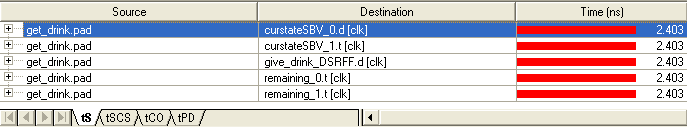 Source Destination Time (ns)
get_drink.pad curstateSBV_0.d [clk] 2.403
get_drink.pad curstateSBV_1.t [clk] 2.403
get_drink.pad give_drink_DSRFF.d [clk] 2.403
get_drink.pad remaining_0.t [clk] 2.403
get_drink.pad remaining_1.t [clk] 2.403
tS tSCS tCO tPD